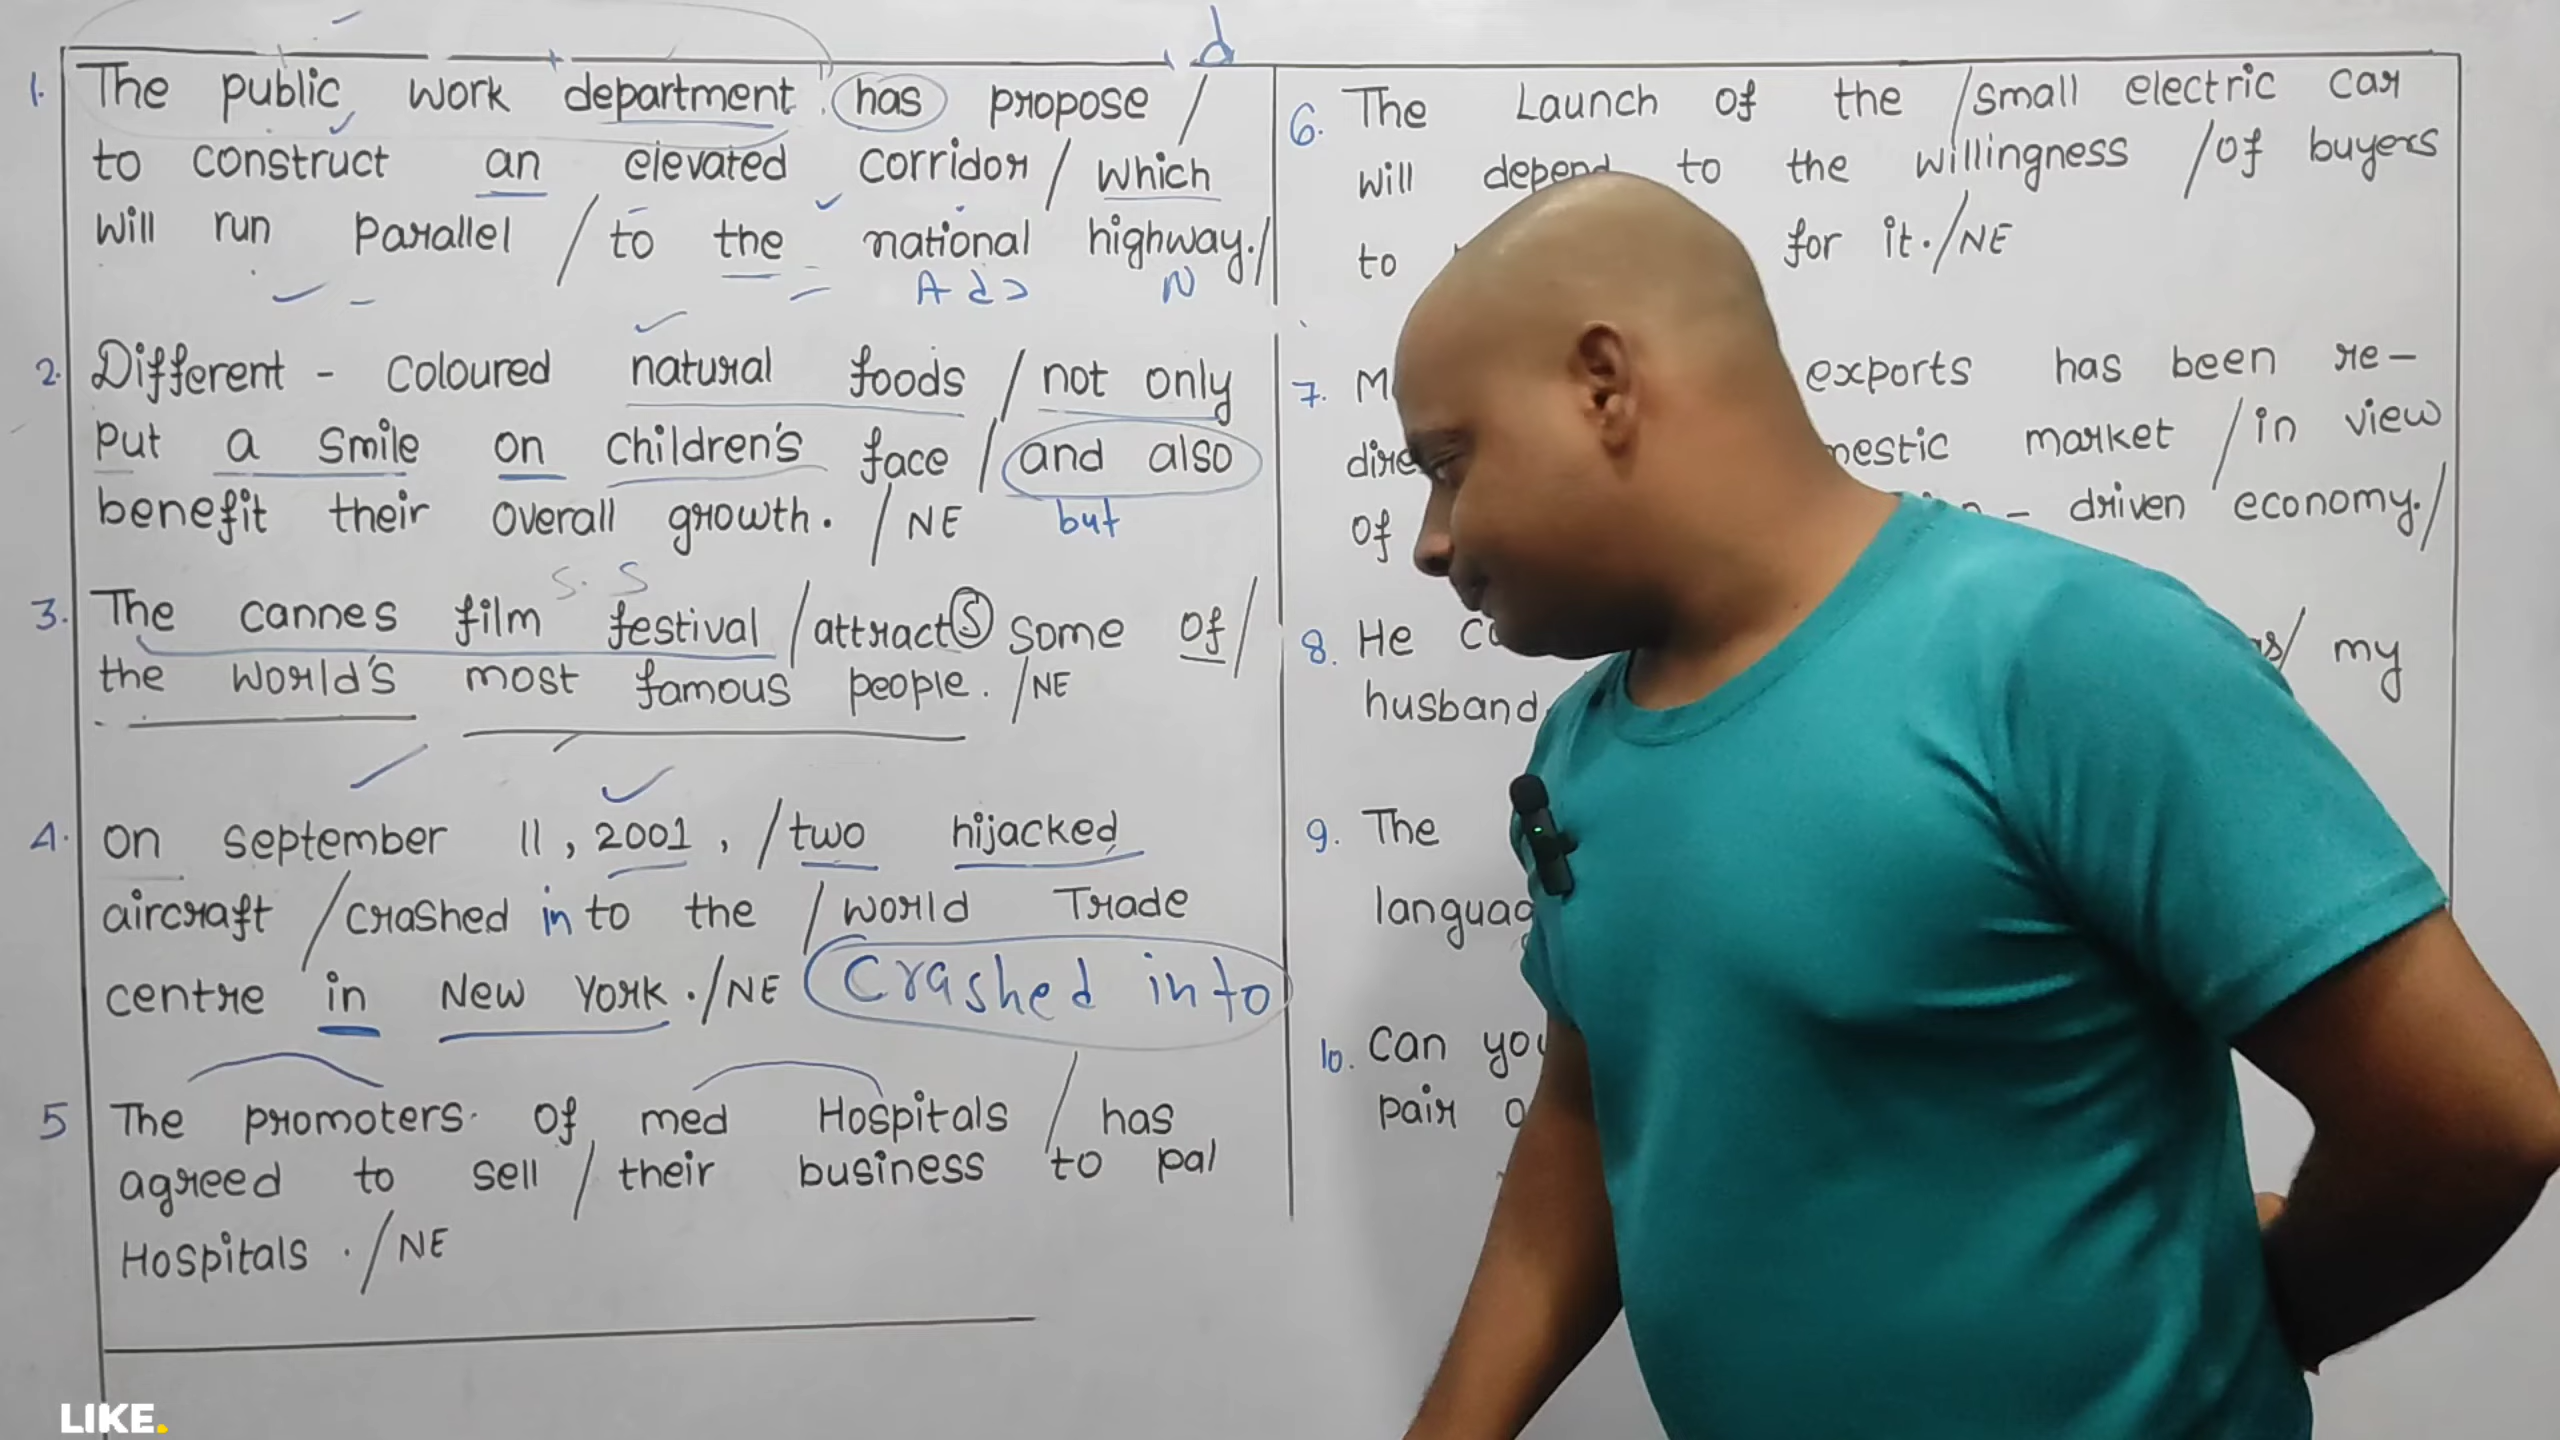 d
1. The public work department has propose /
to construct an elevated corridor / which
will run parallel / to the national highway./
Adj N
2. Different - coloured natural foods / not only
put a smile on children's face / and also
benefit their overall growth. / NE but
S. S
3. The cannes film festival / attracts some of /
the world's most famous people. / NE
4. on september 11, 2001, / two hijacked
aircraft / crashed into the / world Trade
centre in New York. / NE crashed into
5 The promoters of med Hospitals / has
agreed to sell / their business to pal
Hospitals . / NE
6. The Launch of the / small electric car
will depend to the willingness / of buyers
to for it. / NE
7. exports has been re-
market / in view
of - driven economy. /
8. He my
husband
9. The
10. can
pair
LIKE.